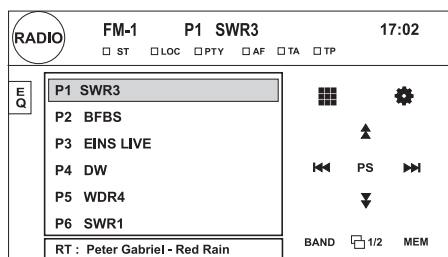 RADIO FM-1 P1 SWR3 17:02
ST LOC PTY AF TA TP
EQ
P1 SWR3
P2 BFBS
P3 EINS LIVE
P4 DW
PS
P5 WDR4
P6 SWR1
BAND 1/2 MEM
RT : Peter Gabriel - Red Rain